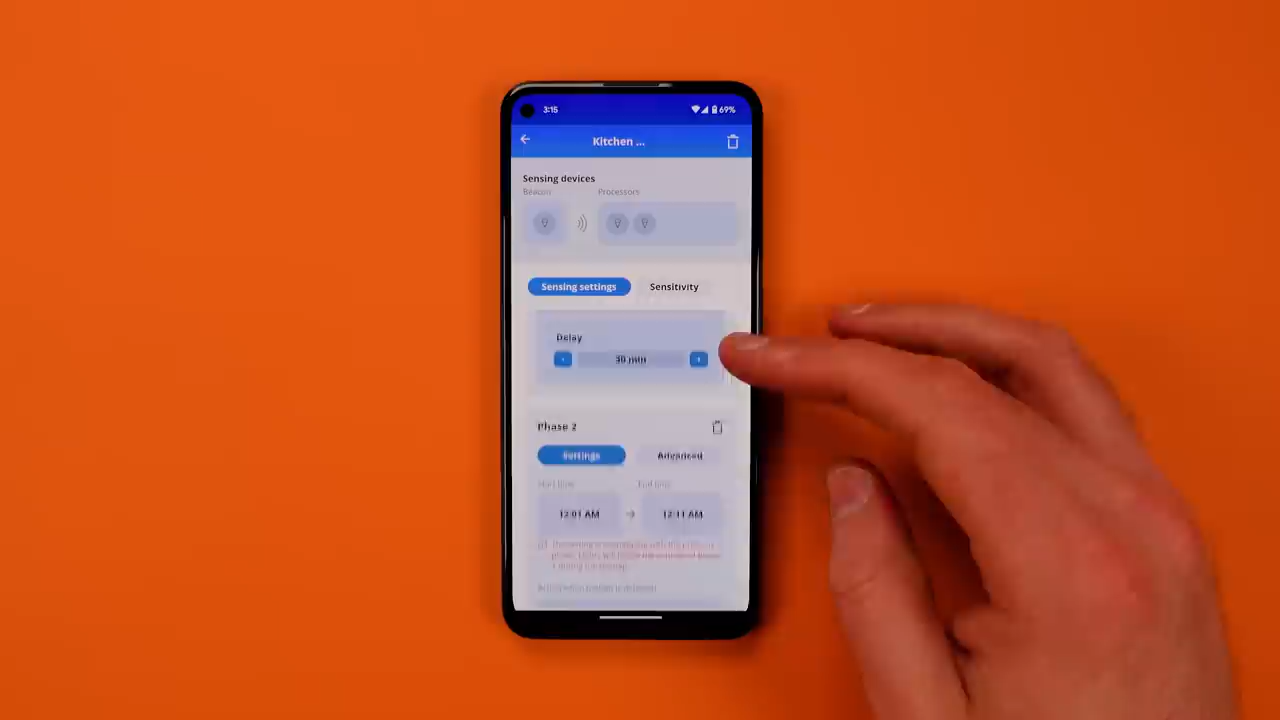 3:15
69%
Kitchen ...
Sensing devices
Beacon
Processors
Sensing settings
Sensitivity
Delay
-
30 min
+
Phase 2
Settings
Advanced
Start time
End time
12:01 AM
12:11 AM